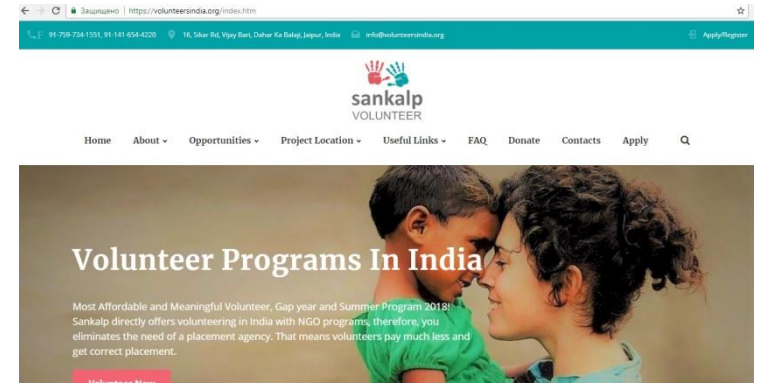 Защищено | https://volunteersindia.org/index.htm
91-759-734-1551, 91-141-654-4220 16, Sikar Rd, Vijay Bari, Dahar Ka Balaji, Jaipur, India info@volunteersindia.org Apply/Register
sankalp
VOLUNTEER
Home About Opportunities Project Location Useful Links FAQ Donate Contacts Apply
Volunteer Programs In India
Most Affordable and Meaningful Volunteer, Gap year and Summer Program 2018!
Sankalp directly offers volunteering in India with NGO programs, therefore, you
eliminates the need of a placement agency. That means volunteers pay much less and
get correct placement.
Volunteer Now